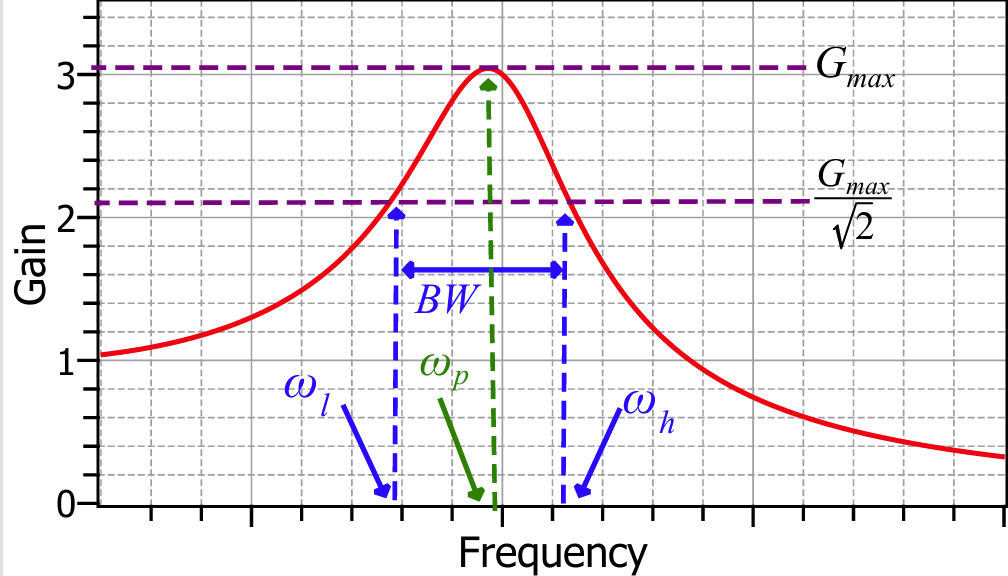 G_max
3
G_max
√2
2
Gain
BW
1
ω_p
ω_l
ω_h
0
Frequency